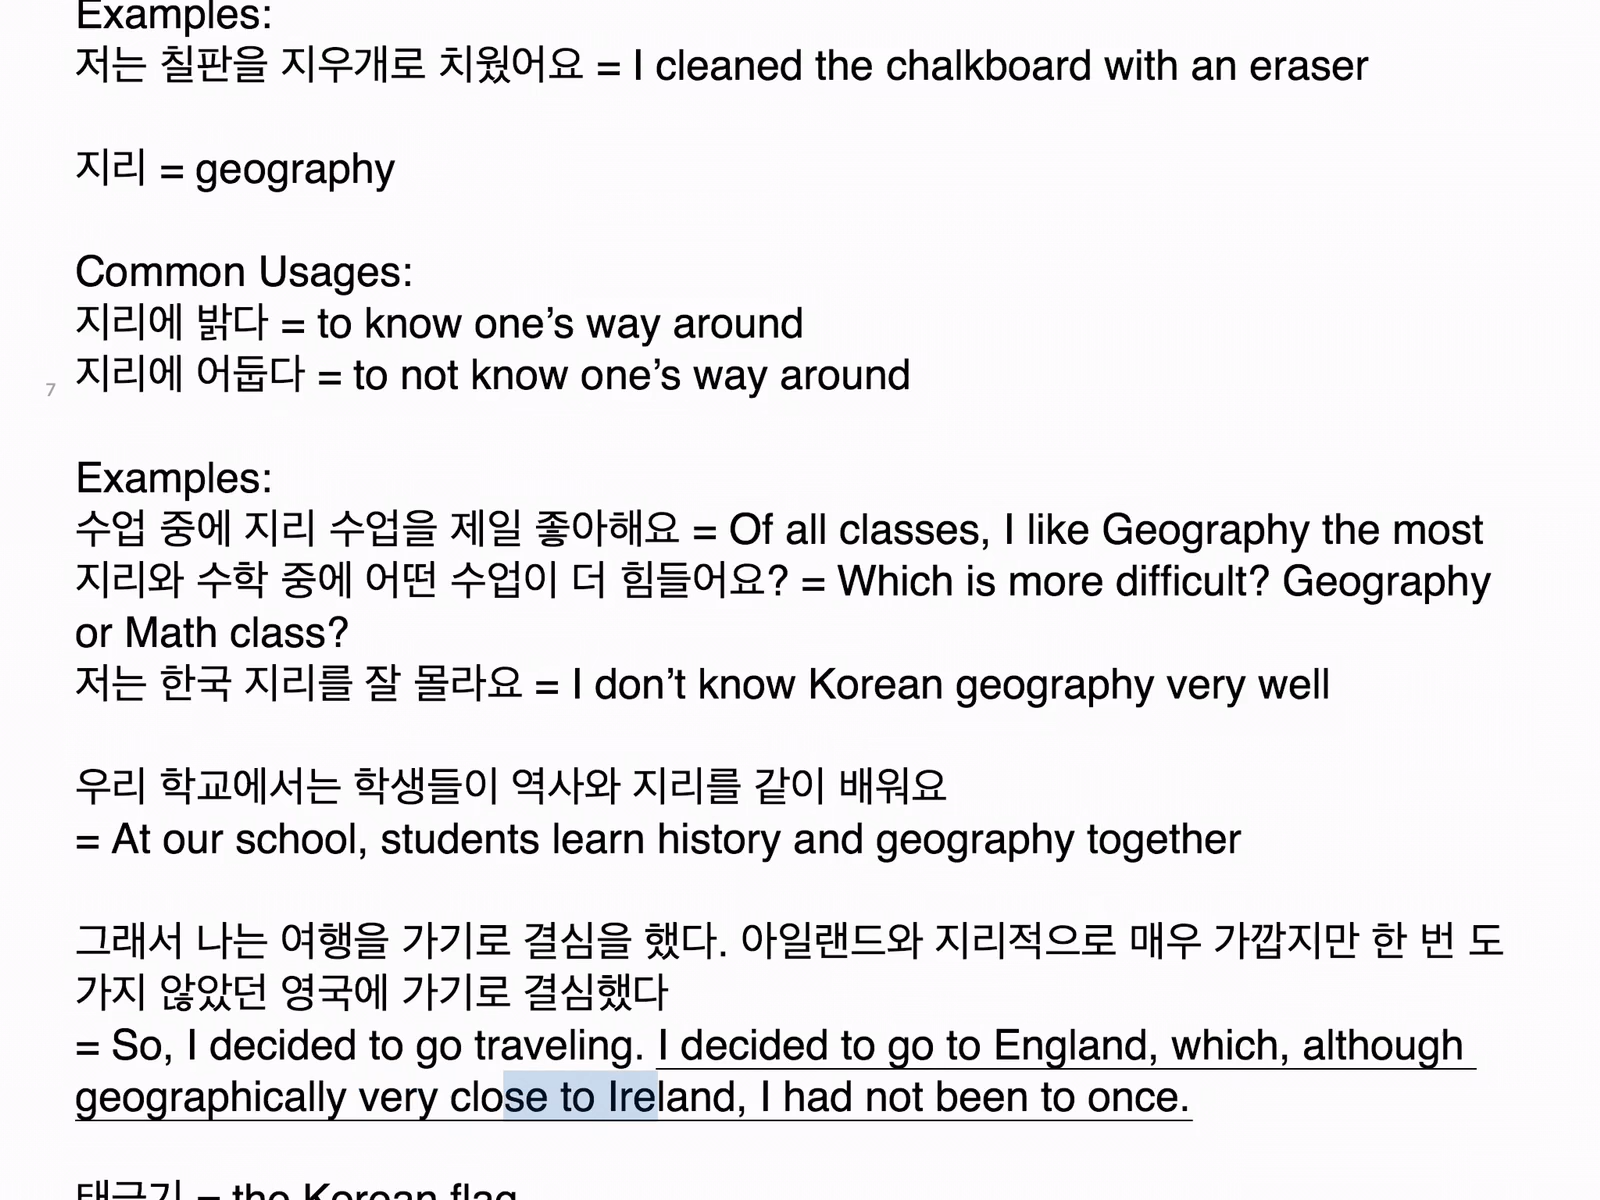 Examples:
저는 칠판을 지우개로 치웠어요 = I cleaned the chalkboard with an eraser
지리 = geography
Common Usages:
지리에 밝다 = to know one’s way around
7
지리에 어둡다 = to not know one’s way around
Examples:
수업 중에 지리 수업을 제일 좋아해요 = Of all classes, I like Geography the most
지리와 수학 중에 어떤 수업이 더 힘들어요? = Which is more difficult? Geography
or Math class?
저는 한국 지리를 잘 몰라요 = I don’t know Korean geography very well
우리 학교에서는 학생들이 역사와 지리를 같이 배워요
= At our school, students learn history and geography together
그래서 나는 여행을 가기로 결심을 했다. 아일랜드와 지리적으로 매우 가깝지만 한 번 도
가지 않았던 영국에 가기로 결심했다
= So, I decided to go traveling. I decided to go to England, which, although
geographically very close to Ireland, I had not been to once.
태극기 = the Korean flag